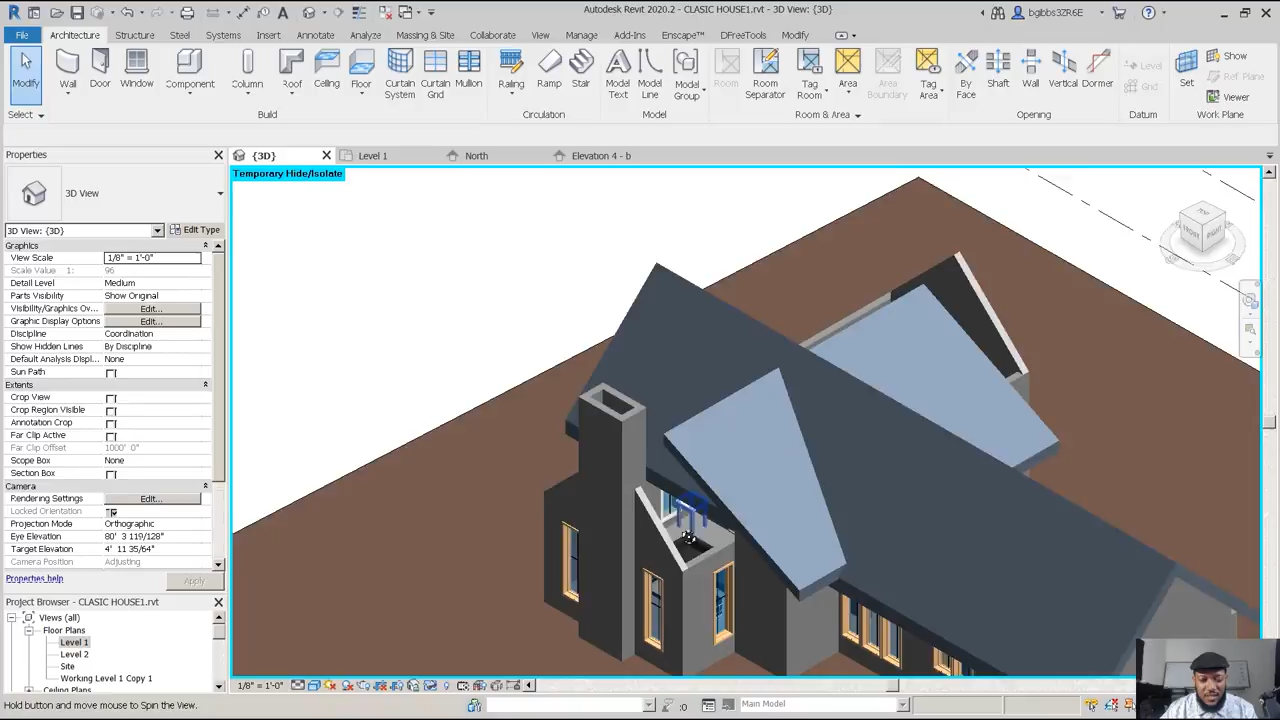 Autodesk Revit 2020.2 - CLASIC HOUSE1.rvt - 3D View: {3D}
bgibbs3ZR6E
File Architecture Structure Steel Systems Insert Annotate Analyze Massing & Site Collaborate View Manage Add-Ins Enscape™ DFreeTools Modify
Modify Wall Door Window Component Column Roof Ceiling Floor Curtain System Curtain Grid Mullion Railing Ramp Stair Model Text Model Line Model Group Room Room Separator Tag Room Area Area Boundary Tag Area By Face Shaft Wall Vertical Dormer Level Grid Set Show Ref Plane Viewer
Select Build Circulation Model Room & Area Opening Datum Work Plane
Properties
{3D} Level 1 North Elevation 4 - b
Temporary Hide/Isolate
3D View
3D View: {3D} Edit Type
Graphics
View Scale 1/8" = 1'-0"
Scale Value 1: 96
Detail Level Medium
Parts Visibility Show Original
Visibility/Graphics Ov... Edit...
Graphic Display Options Edit...
Discipline Coordination
Show Hidden Lines By Discipline
Default Analysis Displ... None
Sun Path
Extents
Crop View
Crop Region Visible
Annotation Crop
Far Clip Active
Far Clip Offset 1000' 0"
Scope Box None
Section Box
Camera
Rendering Settings Edit...
Locked Orientation
Projection Mode Orthographic
Eye Elevation 80' 3 119/128"
Target Elevation 4' 11 35/64"
Camera Position Adjusting
Properties help Apply
Project Browser - CLASIC HOUSE1.rvt
Views (all)
Floor Plans
Level 1
Level 2
Site
Working Level 1 Copy 1
Ceiling Plans
1/8" = 1'-0"
Hold button and move mouse to Spin the View.
:0 Main Model
FRONT RIGHT